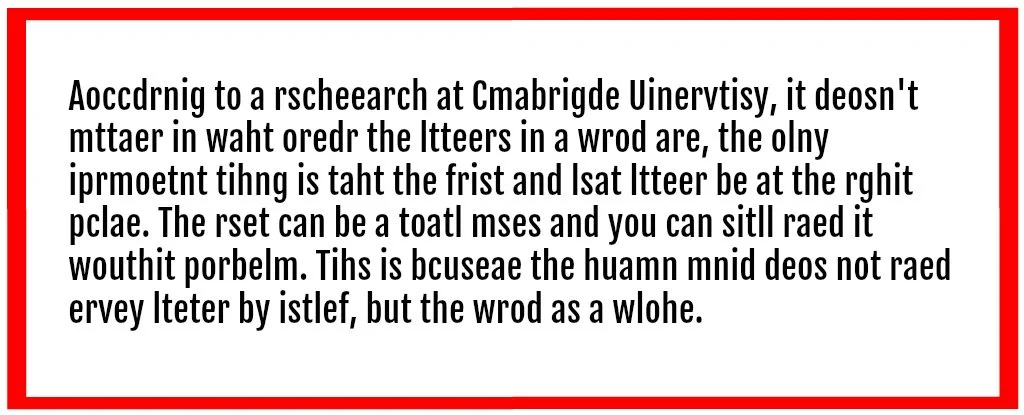 Aoccdrnig to a rscheearch at Cmabrigde Uinervtisy, it deosn't
mttaer in waht oredr the ltteers in a wrod are, the olny
iprmoetnt tihng is taht the frist and lsat ltteer be at the rghit
pclae. The rset can be a toatl mses and you can sitll raed it
wouthit porbelm. Tihs is bcuseae the huamn mnid deos not raed
ervey lteter by istlef, but the wrod as a wlohe.